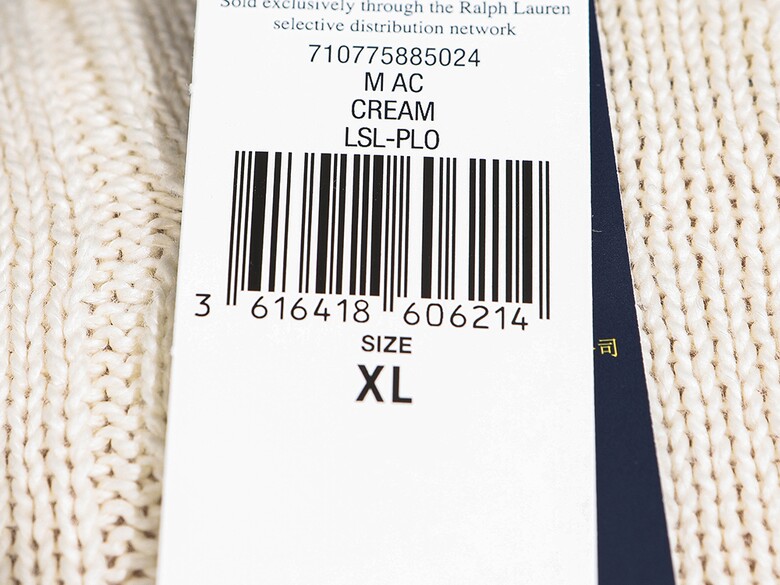 Sold exclusively through the Ralph Lauren
selective distribution network
710775885024
M AC
CREAM
LSL-PLO
3 616418 606214
SIZE
XL
司